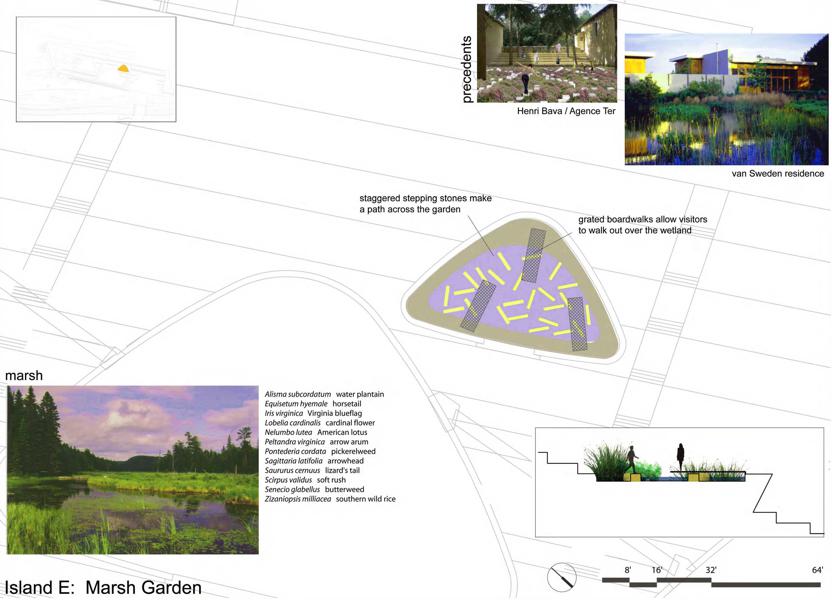 precedents
Henri Bava / Agence Ter
van Sweden residence
staggered stepping stones make
a path across the garden
grated boardwalks allow visitors
to walk out over the wetland
marsh
Alisma subcordatum water plantain
Equisetum hyemale horsetail
Iris virginica Virginia blueflag
Lobelia cardinalis cardinal flower
Nelumbo lutea American lotus
Peltandra virginica arrow arum
Pontederia cordata pickerelweed
Sagittaria latifolia arrowhead
Saururus cernuus lizard's tail
Scirpus validus soft rush
Senecio glabellus butterweed
Zizaniopsis milliacea southern wild rice
8' 16' 32' 64'
Island E: Marsh Garden